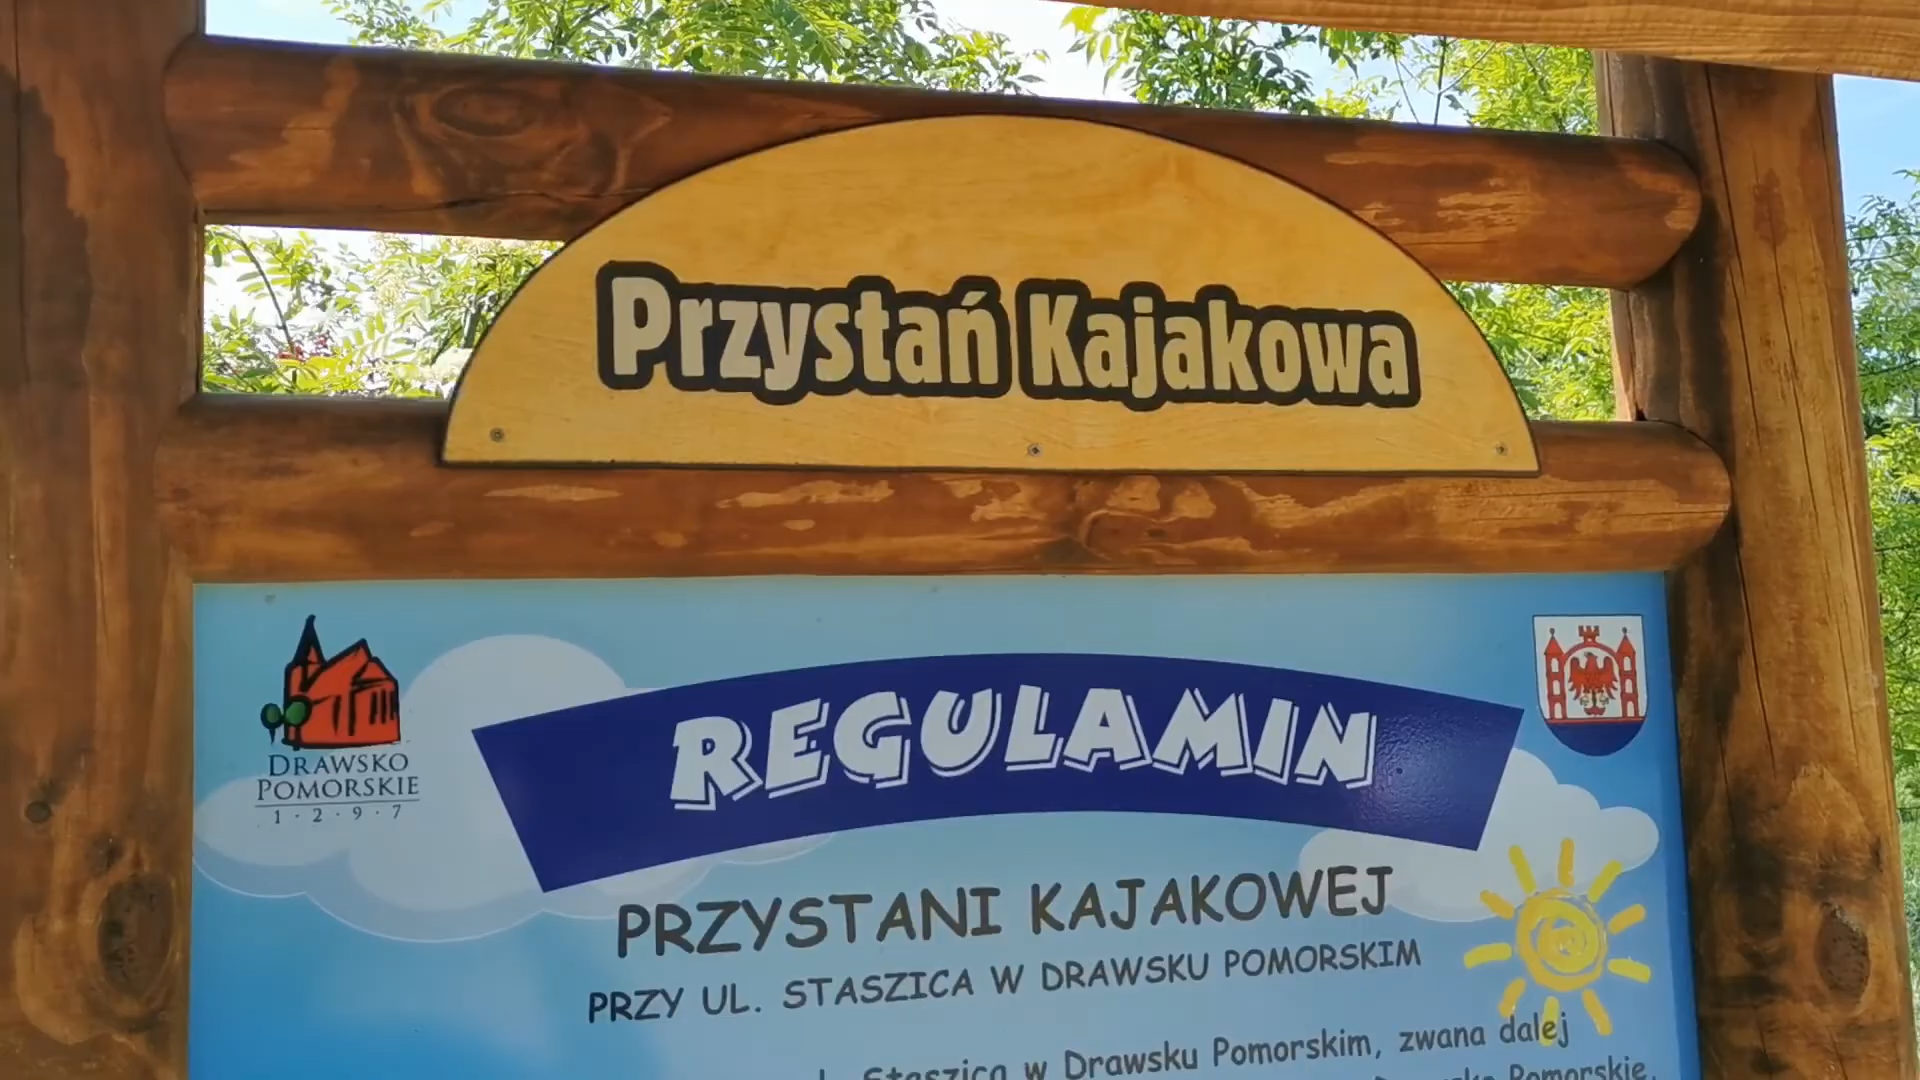 Przystań Kajakowa
REGULAMIN
DRAWSKO
POMORSKIE
1·2·9·7
PRZYSTANI KAJAKOWEJ
PRZY UL. STASZICA W DRAWSKU POMORSKIM
Staszica w Drawsku Pomorskim, zwana dalej
Pomorskie,